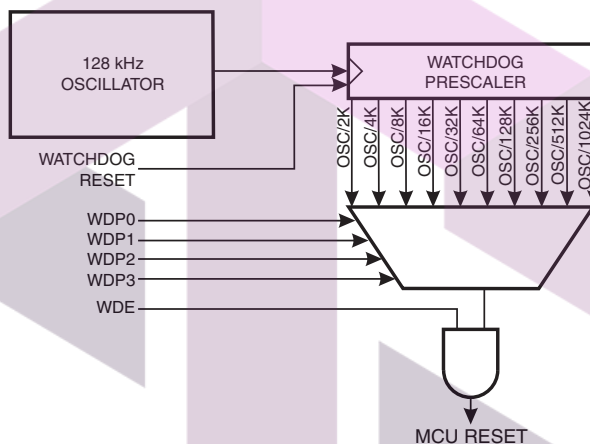 128 kHz
OSCILLATOR
WATCHDOG
PRESCALER
OSC/2K
OSC/4K
OSC/8K
OSC/16K
OSC/32K
OSC/64K
OSC/128K
OSC/256K
OSC/512K
OSC/1024K
WATCHDOG
RESET
WDP0
WDP1
WDP2
WDP3
WDE
MCU RESET